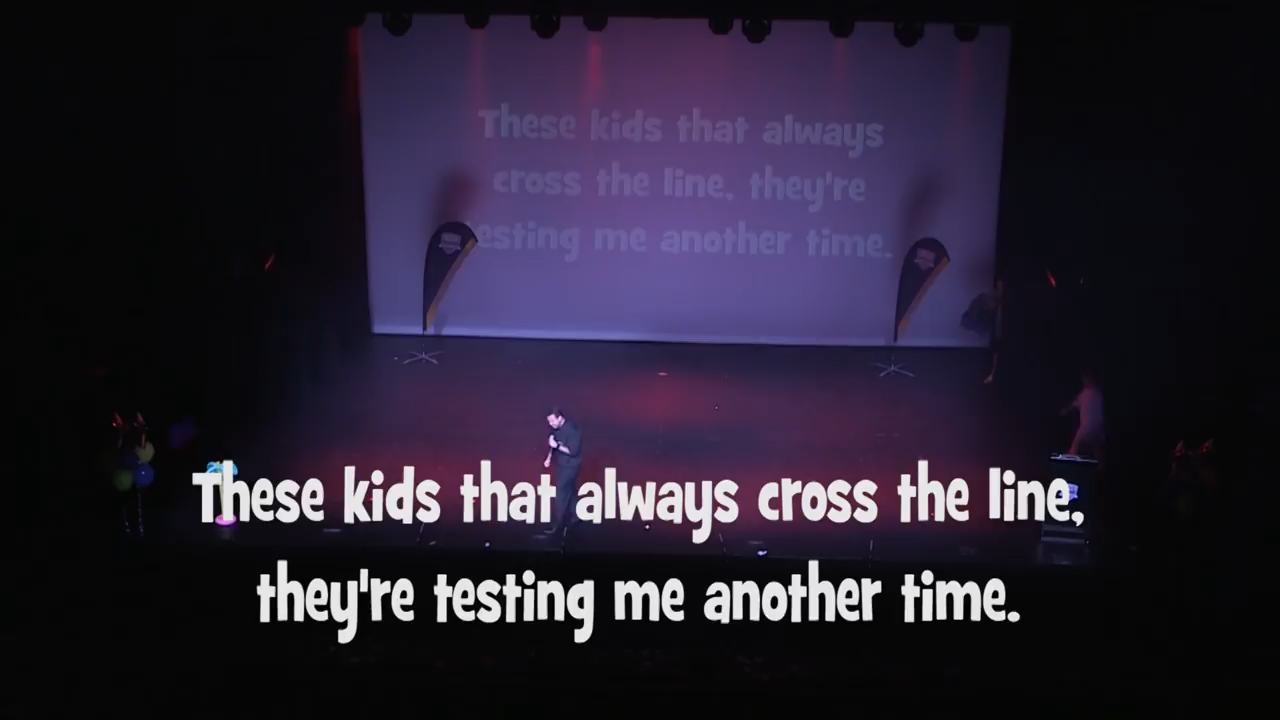 These kids that always
cross the line, they're
testing me another time.
These kids that always cross the line,
they're testing me another time.